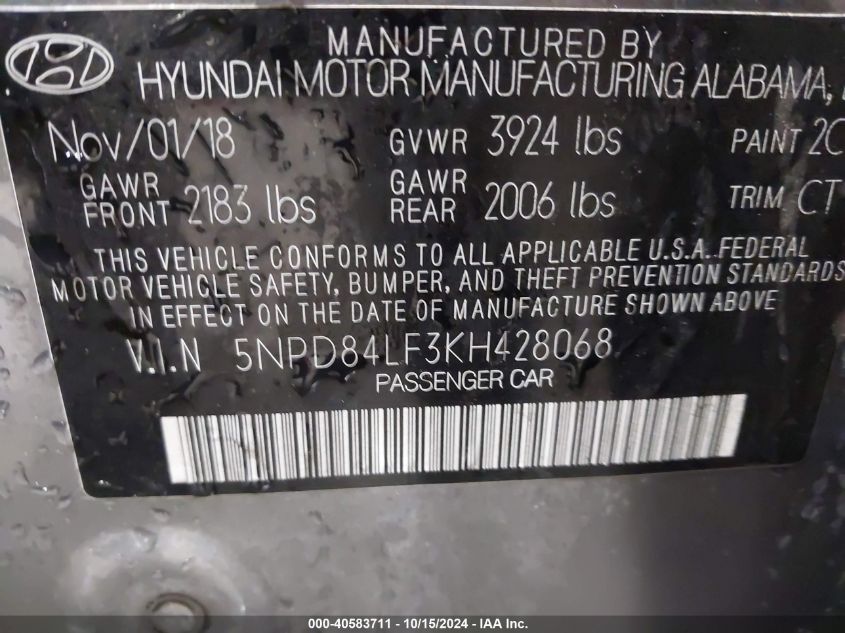 MANUFACTURED BY
HYUNDAI MOTOR MANUFACTURING ALABAMA,
Nov/01/18 GVWR 3924 lbs PAINT 2C
GAWR FRONT 2183 lbs GAWR REAR 2006 lbs TRIM CT
THIS VEHICLE CONFORMS TO ALL APPLICABLE U.S.A. FEDERAL
MOTOR VEHICLE SAFETY, BUMPER, AND THEFT PREVENTION STANDARDS
IN EFFECT ON THE DATE OF MANUFACTURE SHOWN ABOVE
V.I.N 5NPD84LF3KH428068
PASSENGER CAR
000-40583711 - 10/15/2024 - IAA Inc.